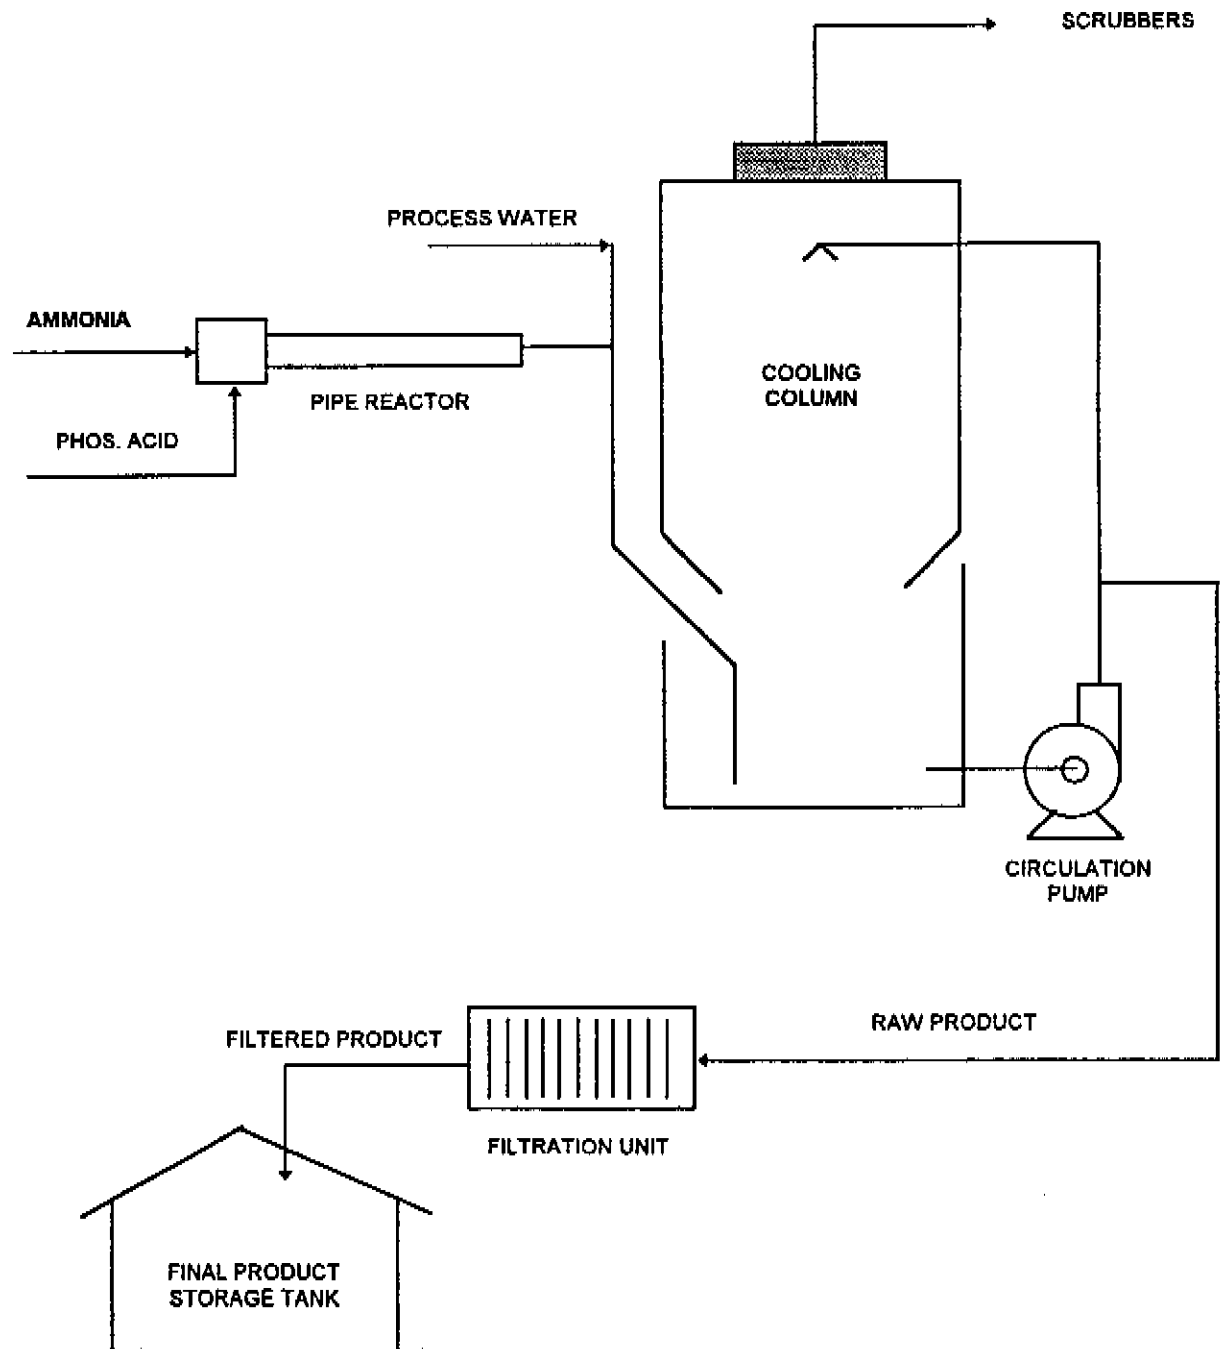 SCRUBBERS
PROCESS WATER
AMMONIA
COOLING
COLUMN
PIPE REACTOR
PHOS. ACID
CIRCULATION
PUMP
RAW PRODUCT
FILTERED PRODUCT
FILTRATION UNIT
FINAL PRODUCT
STORAGE TANK